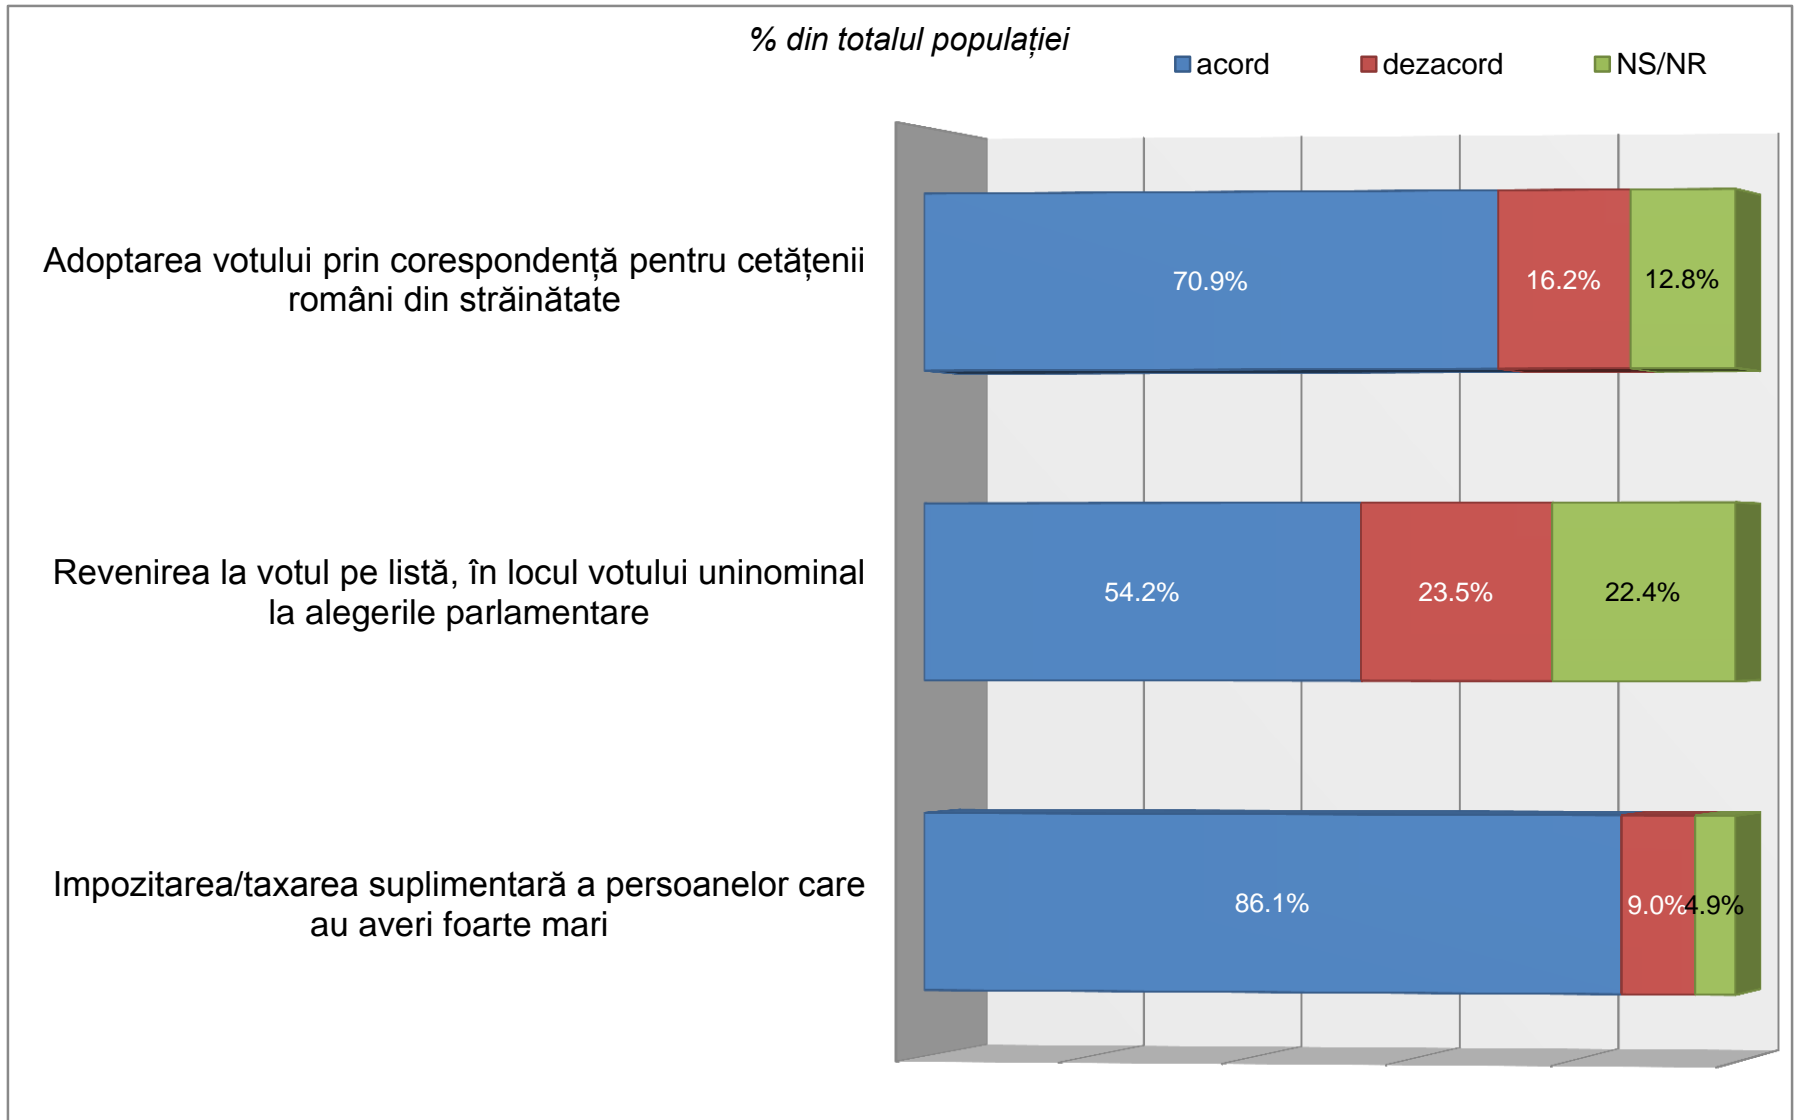 % din totalul populației
acord dezacord NS/NR
Adoptarea votului prin corespondență pentru cetățenii
români din străinătate
70.9% 16.2% 12.8%
Revenirea la votul pe listă, în locul votului uninominal
la alegerile parlamentare
54.2% 23.5% 22.4%
Impozitarea/taxarea suplimentară a persoanelor care
au averi foarte mari
86.1% 9.0% 4.9%